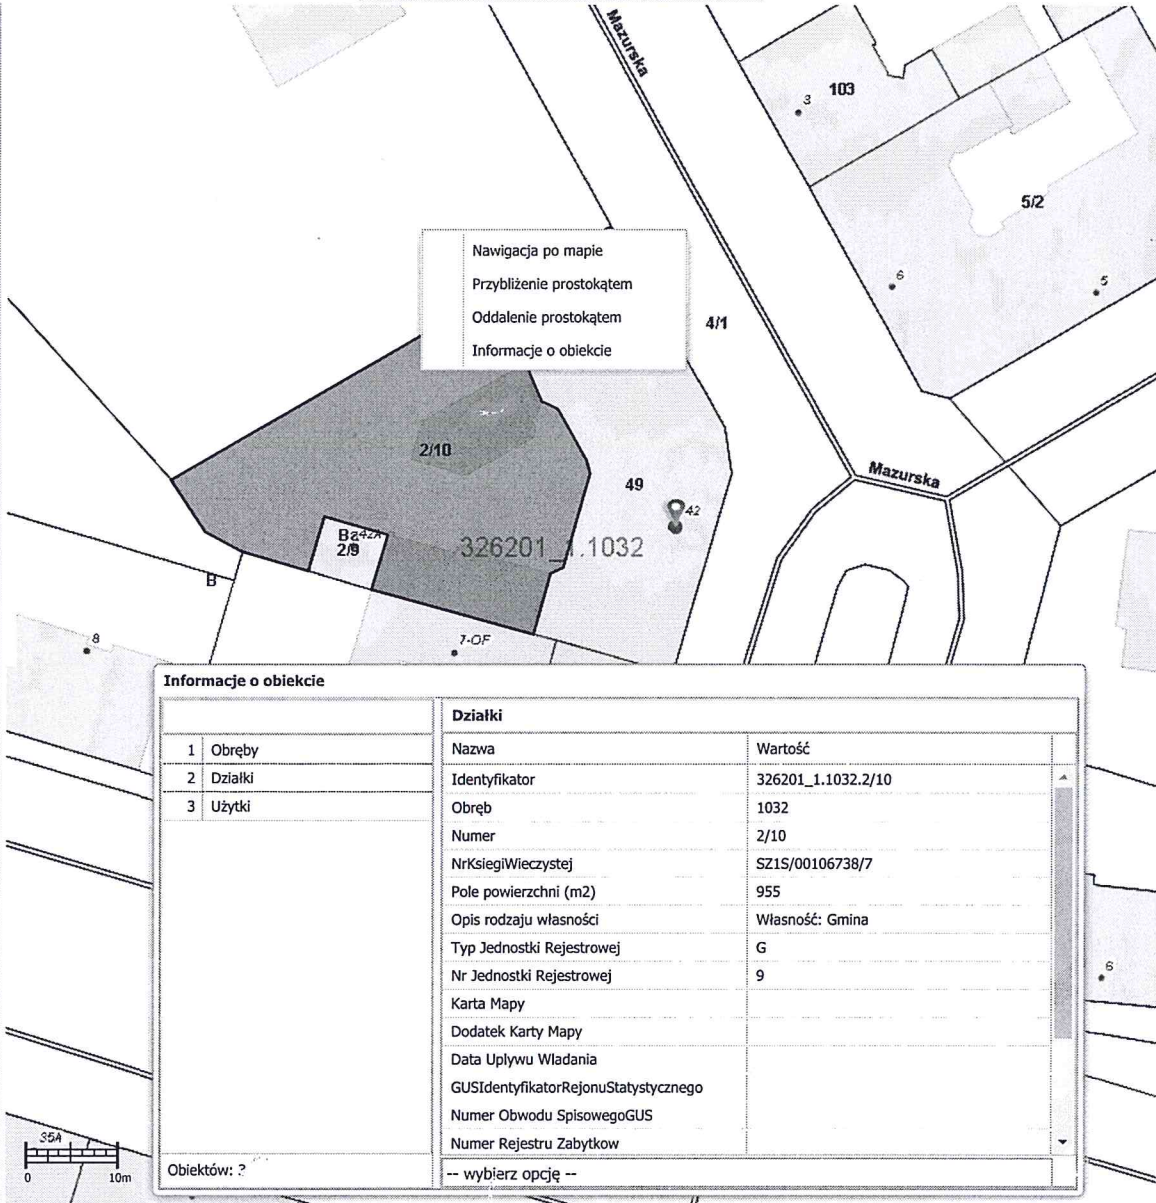 Mazurska
103
3
5/2
6
5
Nawigacja po mapie
Przybliżenie prostokątem
Oddalenie prostokątem
Informacje o obiekcie
4/1
2/10
49
Mazurska
42
42A
2/9
326201_1.1032
B
8
7-OF
Informacje o obiekcie
Działki
1 Obręby
2 Działki
3 Użytki
Nazwa Wartość
Identyfikator 326201_1.1032.2/10
Obręb 1032
Numer 2/10
NrKsiegiWieczystej SZ1S/00106738/7
Pole powierzchni (m2) 955
Opis rodzaju własności Własność: Gmina
Typ Jednostki Rejestrowej G
Nr Jednostki Rejestrowej 9
Karta Mapy
Dodatek Karty Mapy
Data Uplywu Wladania
GUSIdentyfikatorRejonuStatystycznego
Numer Obwodu SpisowegoGUS
Numer Rejestru Zabytkow
6
35A
0 10m
Obiektów: ?
-- wybierz opcję --